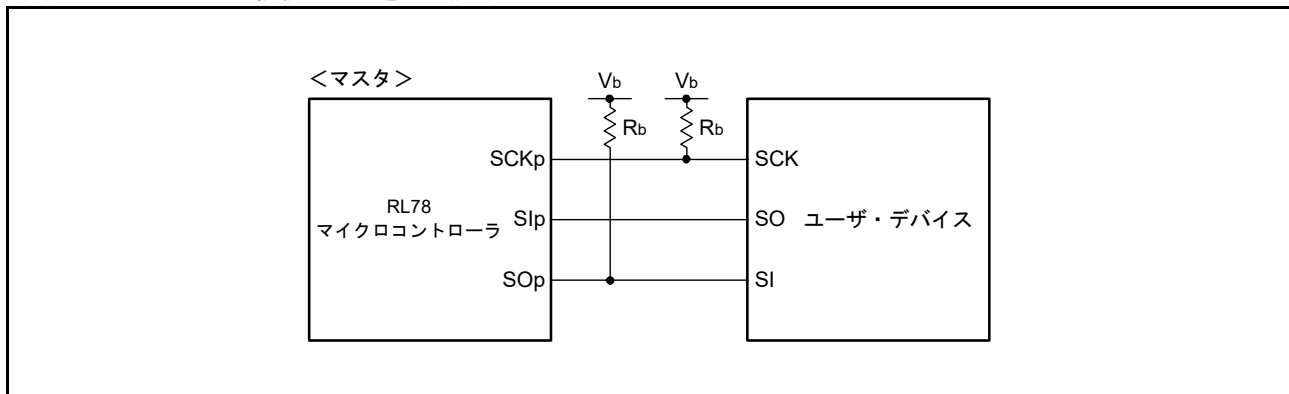 ＜マスタ＞
Vb
Vb
Rb
Rb
SCKp
SCK
RL78
マイクロコントローラ
SIp
SO
ユーザ・デバイス
SOp
SI